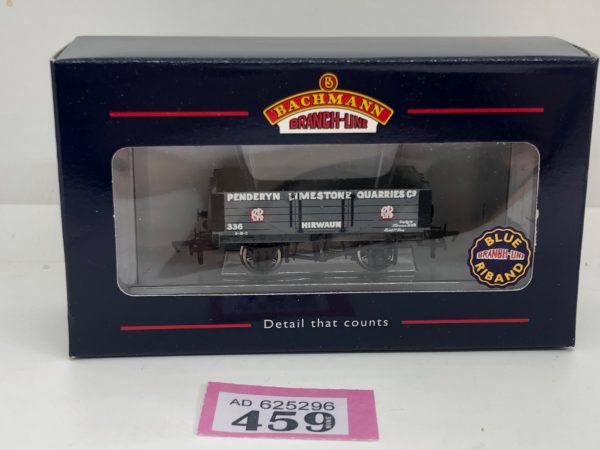 B
BACHMANN
BRANCH-LINE
PENDERYN LIMESTONE QUARRIES Co
336
HIRWAUN
BLUE
BRANCH-LINE
RIBAND
Detail that counts
AD 625296
459